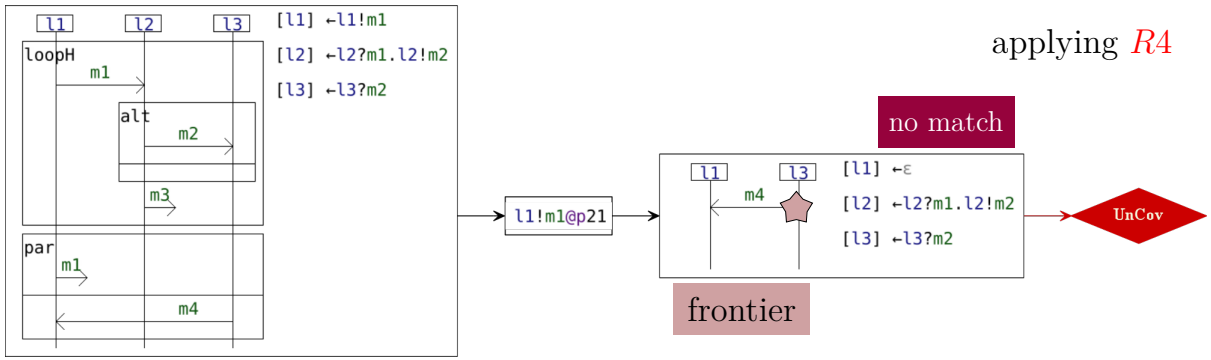 l1 l2 l3
[l1] ←l1!m1
loopH
[l2] ←l2?m1.l2!m2
m1
[l3] ←l3?m2
alt
m2
m3
par
m1
m4
l1!m1@p21
applying R4
no match
l1 l3
[l1] ←ε
m4
[l2] ←l2?m1.l2!m2
[l3] ←l3?m2
frontier
UnCov